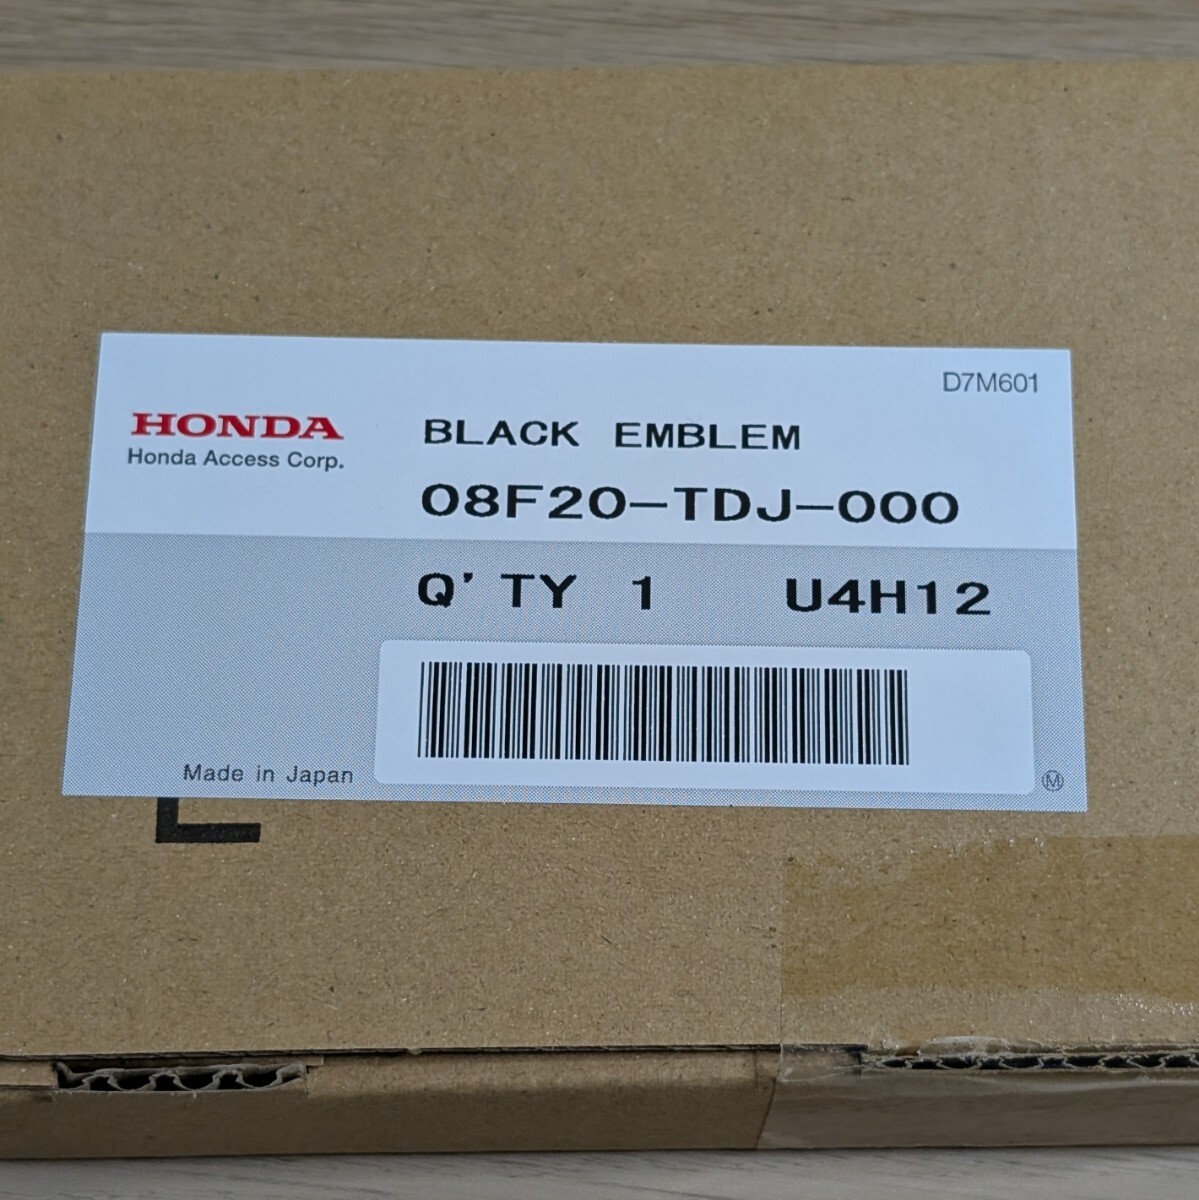 D7M601
HONDA
Honda Access Corp.
BLACK EMBLEM
08F20-TDJ-000
Q'TY 1 U4H12
Made in Japan
Ⓜ